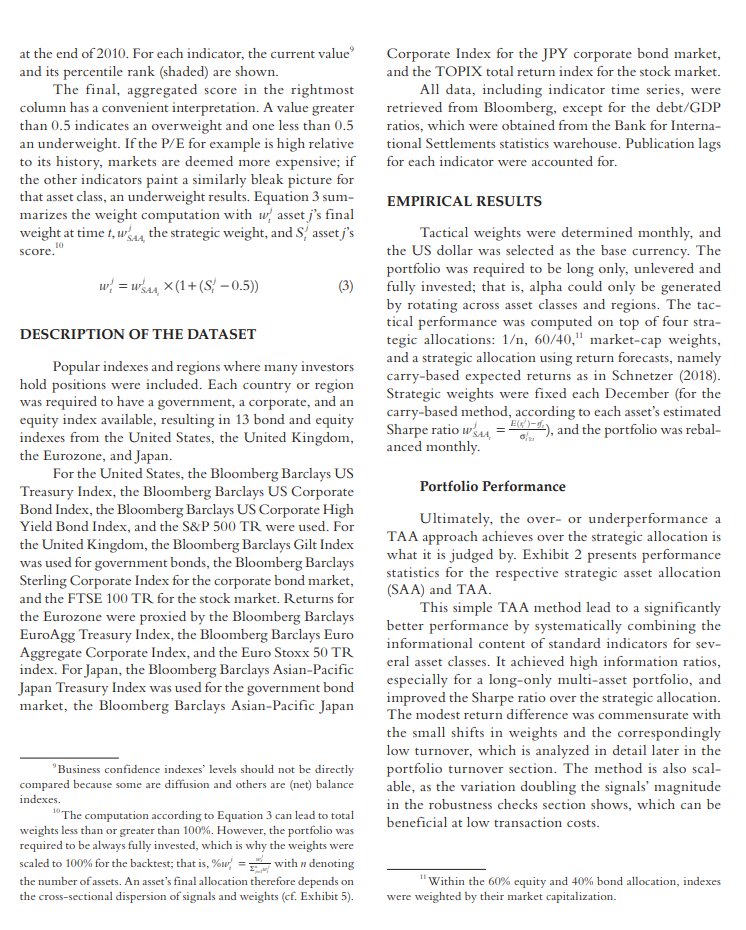 at the end of 2010. For each indicator, the current value⁹
and its percentile rank (shaded) are shown.
The final, aggregated score in the rightmost
column has a convenient interpretation. A value greater
than 0.5 indicates an overweight and one less than 0.5
an underweight. If the P/E for example is high relative
to its history, markets are deemed more expensive; if
the other indicators paint a similarly bleak picture for
that asset class, an underweight results. Equation 3 sum-
marizes the weight computation with w_t^j asset j's final
weight at time t, w_{SAA_t}^j the strategic weight, and S_t^j asset j's
score.¹⁰
w_t^j = w_{SAA_t}^j × (1 + (S_t^j − 0.5)) (3)
DESCRIPTION OF THE DATASET
Popular indexes and regions where many investors
hold positions were included. Each country or region
was required to have a government, a corporate, and an
equity index available, resulting in 13 bond and equity
indexes from the United States, the United Kingdom,
the Eurozone, and Japan.
For the United States, the Bloomberg Barclays US
Treasury Index, the Bloomberg Barclays US Corporate
Bond Index, the Bloomberg Barclays US Corporate High
Yield Bond Index, and the S&P 500 TR were used. For
the United Kingdom, the Bloomberg Barclays Gilt Index
was used for government bonds, the Bloomberg Barclays
Sterling Corporate Index for the corporate bond market,
and the FTSE 100 TR for the stock market. Returns for
the Eurozone were proxied by the Bloomberg Barclays
EuroAgg Treasury Index, the Bloomberg Barclays Euro
Aggregate Corporate Index, and the Euro Stoxx 50 TR
index. For Japan, the Bloomberg Barclays Asian-Pacific
Japan Treasury Index was used for the government bond
market, the Bloomberg Barclays Asian-Pacific Japan
⁹Business confidence indexes' levels should not be directly
compared because some are diffusion and others are (net) balance
indexes.
¹⁰The computation according to Equation 3 can lead to total
weights less than or greater than 100%. However, the portfolio was
required to be always fully invested, which is why the weights were
scaled to 100% for the backtest; that is, %w_t^j = with n denoting
the number of assets. An asset's final allocation therefore depends on
the cross-sectional dispersion of signals and weights (cf. Exhibit 5).
Corporate Index for the JPY corporate bond market,
and the TOPIX total return index for the stock market.
All data, including indicator time series, were
retrieved from Bloomberg, except for the debt/GDP
ratios, which were obtained from the Bank for Interna-
tional Settlements statistics warehouse. Publication lags
for each indicator were accounted for.
EMPIRICAL RESULTS
Tactical weights were determined monthly, and
the US dollar was selected as the base currency. The
portfolio was required to be long only, unlevered and
fully invested; that is, alpha could only be generated
by rotating across asset classes and regions. The tac-
tical performance was computed on top of four stra-
tegic allocations: 1/n, 60/40,¹¹ market-cap weights,
and a strategic allocation using return forecasts, namely
carry-based expected returns as in Schnetzer (2018).
Strategic weights were fixed each December (for the
carry-based method, according to each asset's estimated
Sharpe ratio w_{SAA_t}^j = ), and the portfolio was rebal-
anced monthly.
Portfolio Performance
Ultimately, the over- or underperformance a
TAA approach achieves over the strategic allocation is
what it is judged by. Exhibit 2 presents performance
statistics for the respective strategic asset allocation
(SAA) and TAA.
This simple TAA method lead to a significantly
better performance by systematically combining the
informational content of standard indicators for sev-
eral asset classes. It achieved high information ratios,
especially for a long-only multi-asset portfolio, and
improved the Sharpe ratio over the strategic allocation.
The modest return difference was commensurate with
the small shifts in weights and the correspondingly
low turnover, which is analyzed in detail later in the
portfolio turnover section. The method is also scal-
able, as the variation doubling the signals' magnitude
in the robustness checks section shows, which can be
beneficial at low transaction costs.
¹¹Within the 60% equity and 40% bond allocation, indexes
were weighted by their market capitalization.